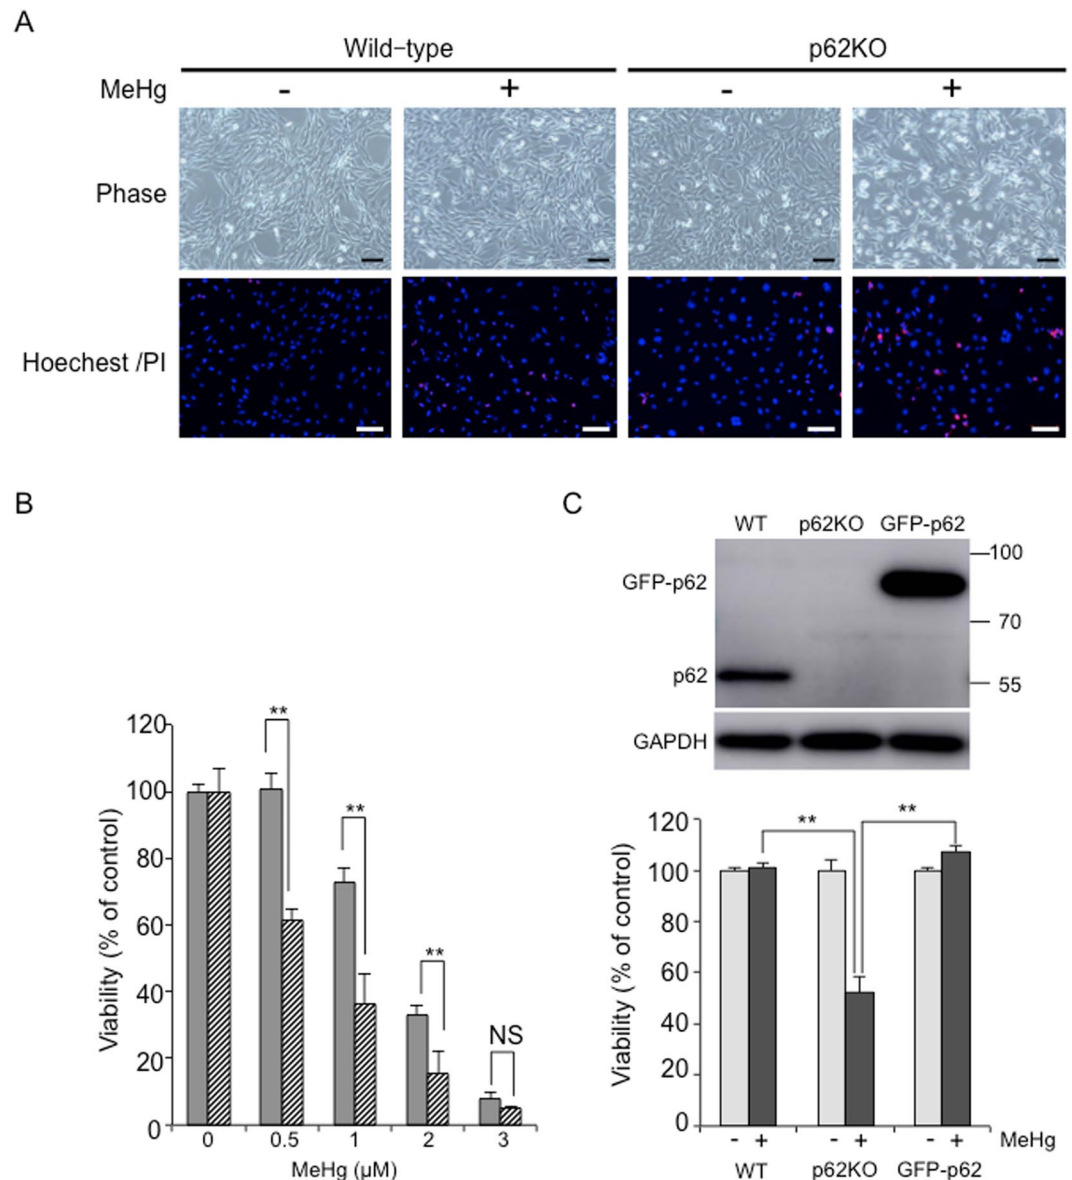 A
Wild-type p62KO
MeHg - + - +
Phase
Hoechest /PI
B
120
100
80
60
40
20
0
** ** ** NS
0 0.5 1 2 3
Viability (% of control)
MeHg (µM)
C
WT p62KO GFP-p62
GFP-p62
p62
GAPDH
100
70
55
120
100
80
60
40
20
0
** **
Viability (% of control)
- + - + - + MeHg
WT p62KO GFP-p62